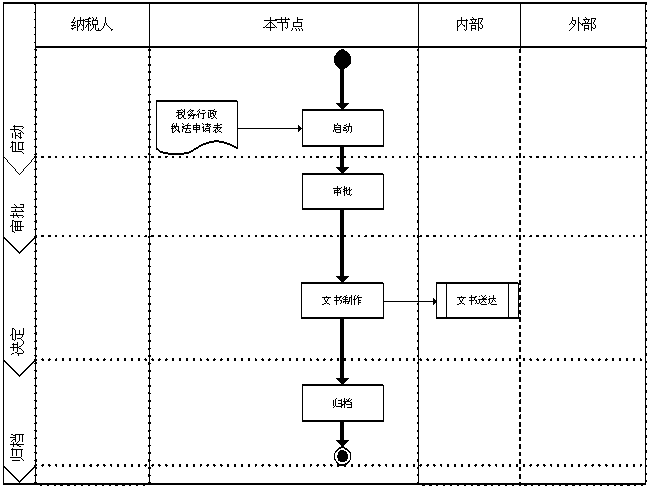 纳税人
本节点
内部
外部
启动
税务行政
执法申请表
启动
审批
审批
决定
文书制作
文书送达
归档
归档